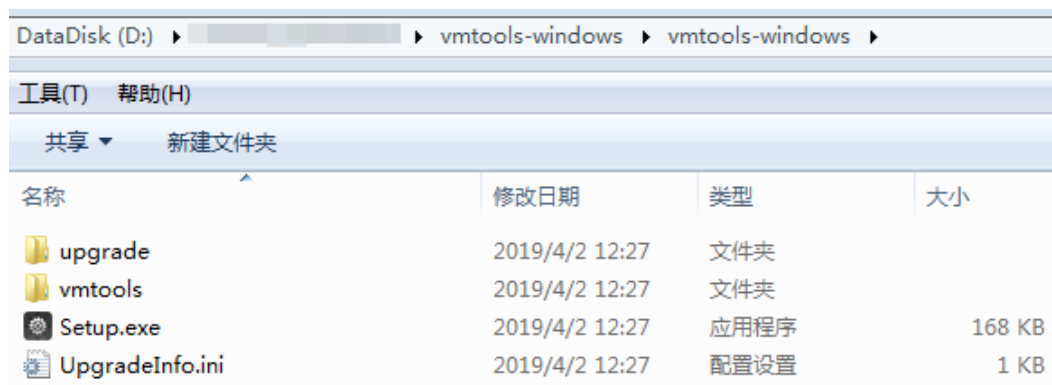 DataDisk (D:) ▸ ▸ vmtools-windows ▸ vmtools-windows ▸
工具(T) 帮助(H)
共享 ▼ 新建文件夹
名称 修改日期 类型 大小
upgrade 2019/4/2 12:27 文件夹
vmtools 2019/4/2 12:27 文件夹
Setup.exe 2019/4/2 12:27 应用程序 168 KB
UpgradeInfo.ini 2019/4/2 12:27 配置设置 1 KB